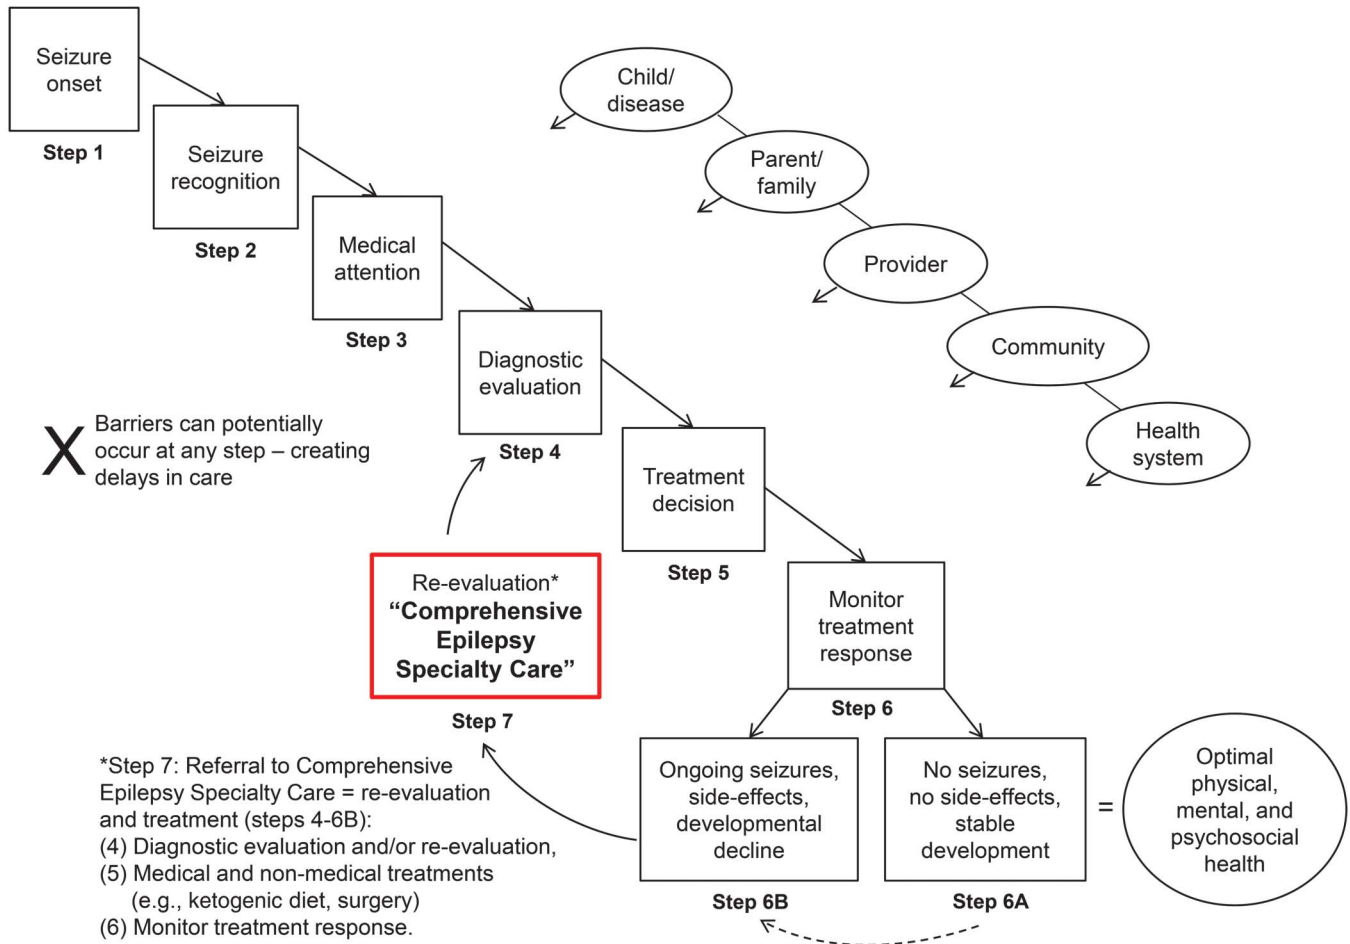 Seizure
onset
Step 1
Seizure
recognition
Step 2
Medical
attention
Step 3
Diagnostic
evaluation
Step 4
Treatment
decision
Step 5
Monitor
treatment
response
Step 6
Ongoing seizures,
side-effects,
developmental
decline
Step 6B
No seizures,
no side-effects,
stable
development
Step 6A
=
Optimal
physical,
mental, and
psychosocial
health
Re-evaluation*
“Comprehensive
Epilepsy
Specialty Care”
Step 7
Child/
disease
Parent/
family
Provider
Community
Health
system
X
Barriers can potentially
occur at any step – creating
delays in care
*Step 7: Referral to Comprehensive
Epilepsy Specialty Care = re-evaluation
and treatment (steps 4-6B):
(4) Diagnostic evaluation and/or re-evaluation,
(5) Medical and non-medical treatments
(e.g., ketogenic diet, surgery)
(6) Monitor treatment response.